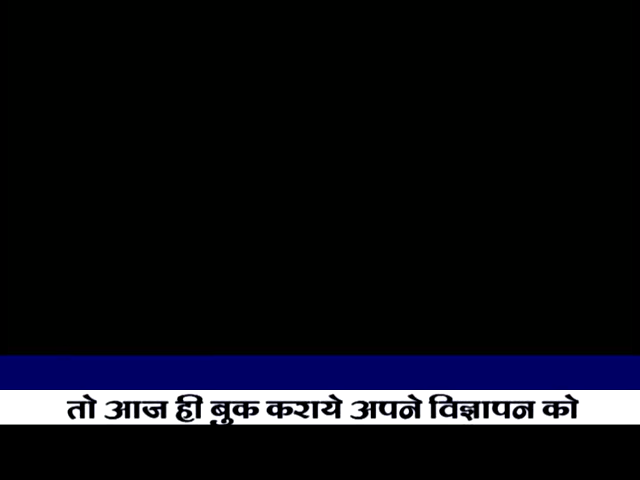 तो आज ही बुक कराये अपने विज्ञापन को